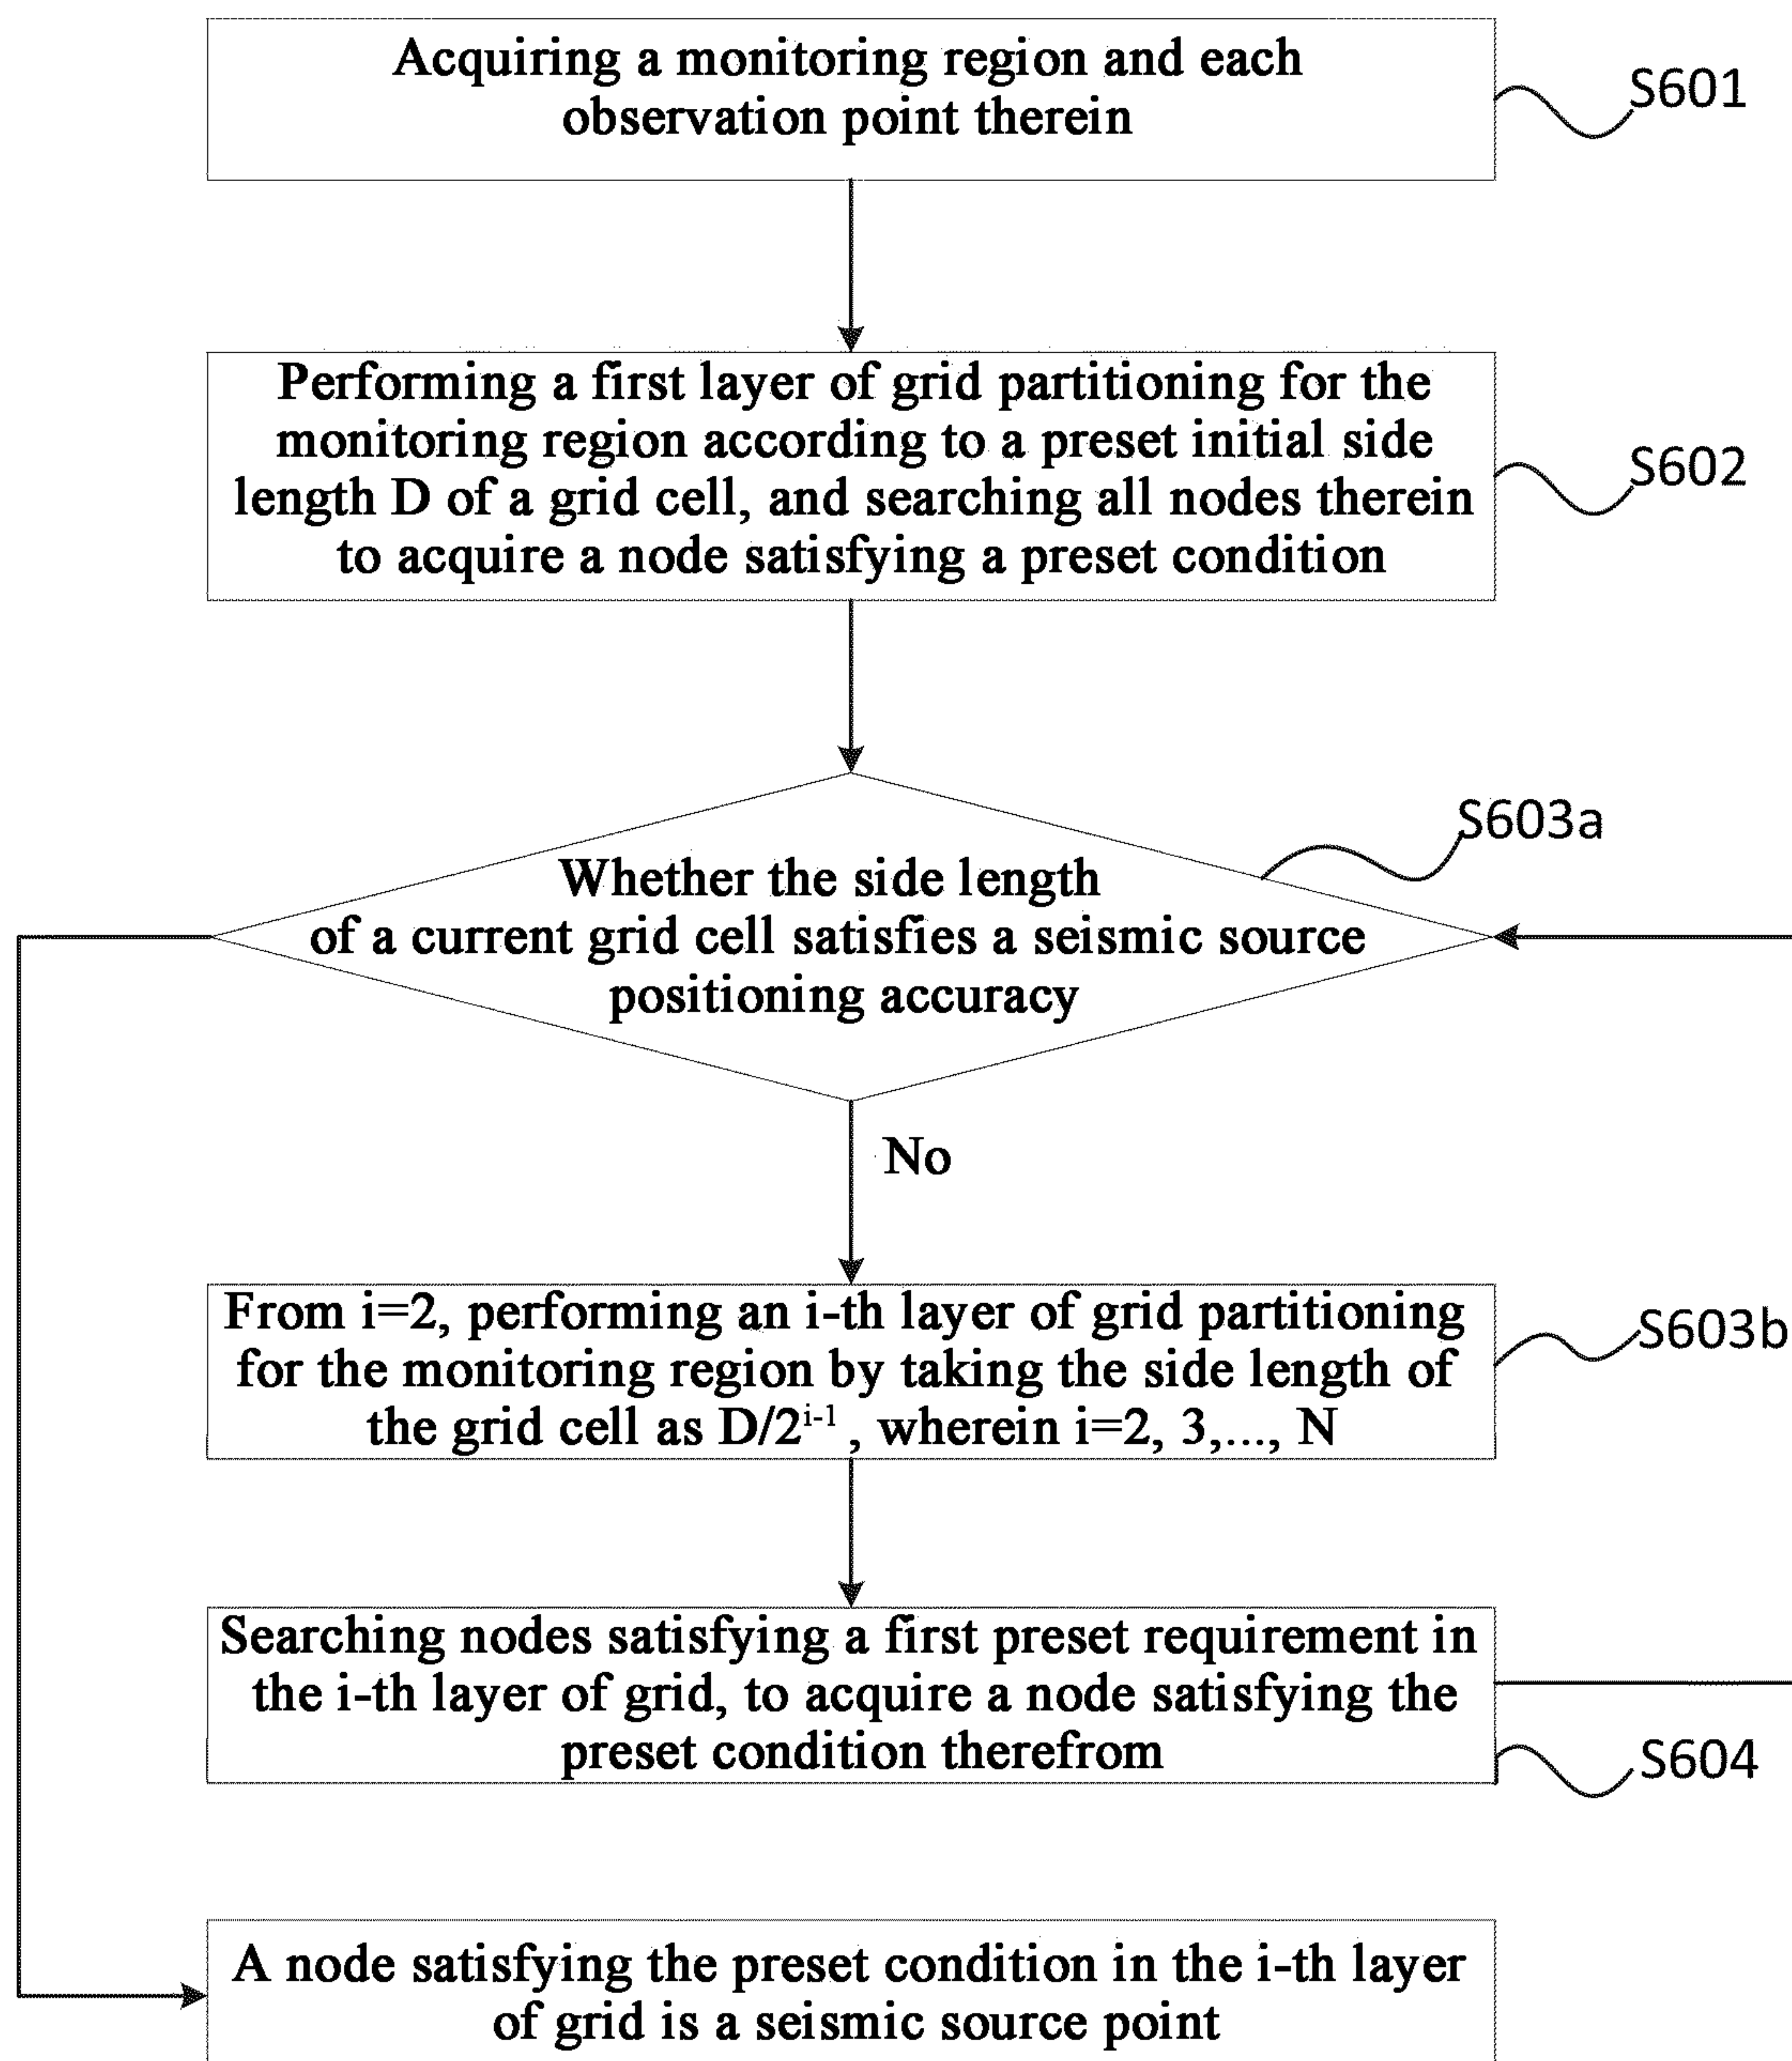 Acquiring a monitoring region and each
observation point therein
S601
Performing a first layer of grid partitioning for the
monitoring region according to a preset initial side
length D of a grid cell, and searching all nodes therein
to acquire a node satisfying a preset condition
S602
S603a
Whether the side length
of a current grid cell satisfies a seismic source
positioning accuracy
No
From i=2, performing an i-th layer of grid partitioning
for the monitoring region by taking the side length of
the grid cell as D/2^{i-1} , wherein i=2, 3,..., N
S603b
Searching nodes satisfying a first preset requirement in
the i-th layer of grid, to acquire a node satisfying the
preset condition therefrom
S604
A node satisfying the preset condition in the i-th layer
of grid is a seismic source point